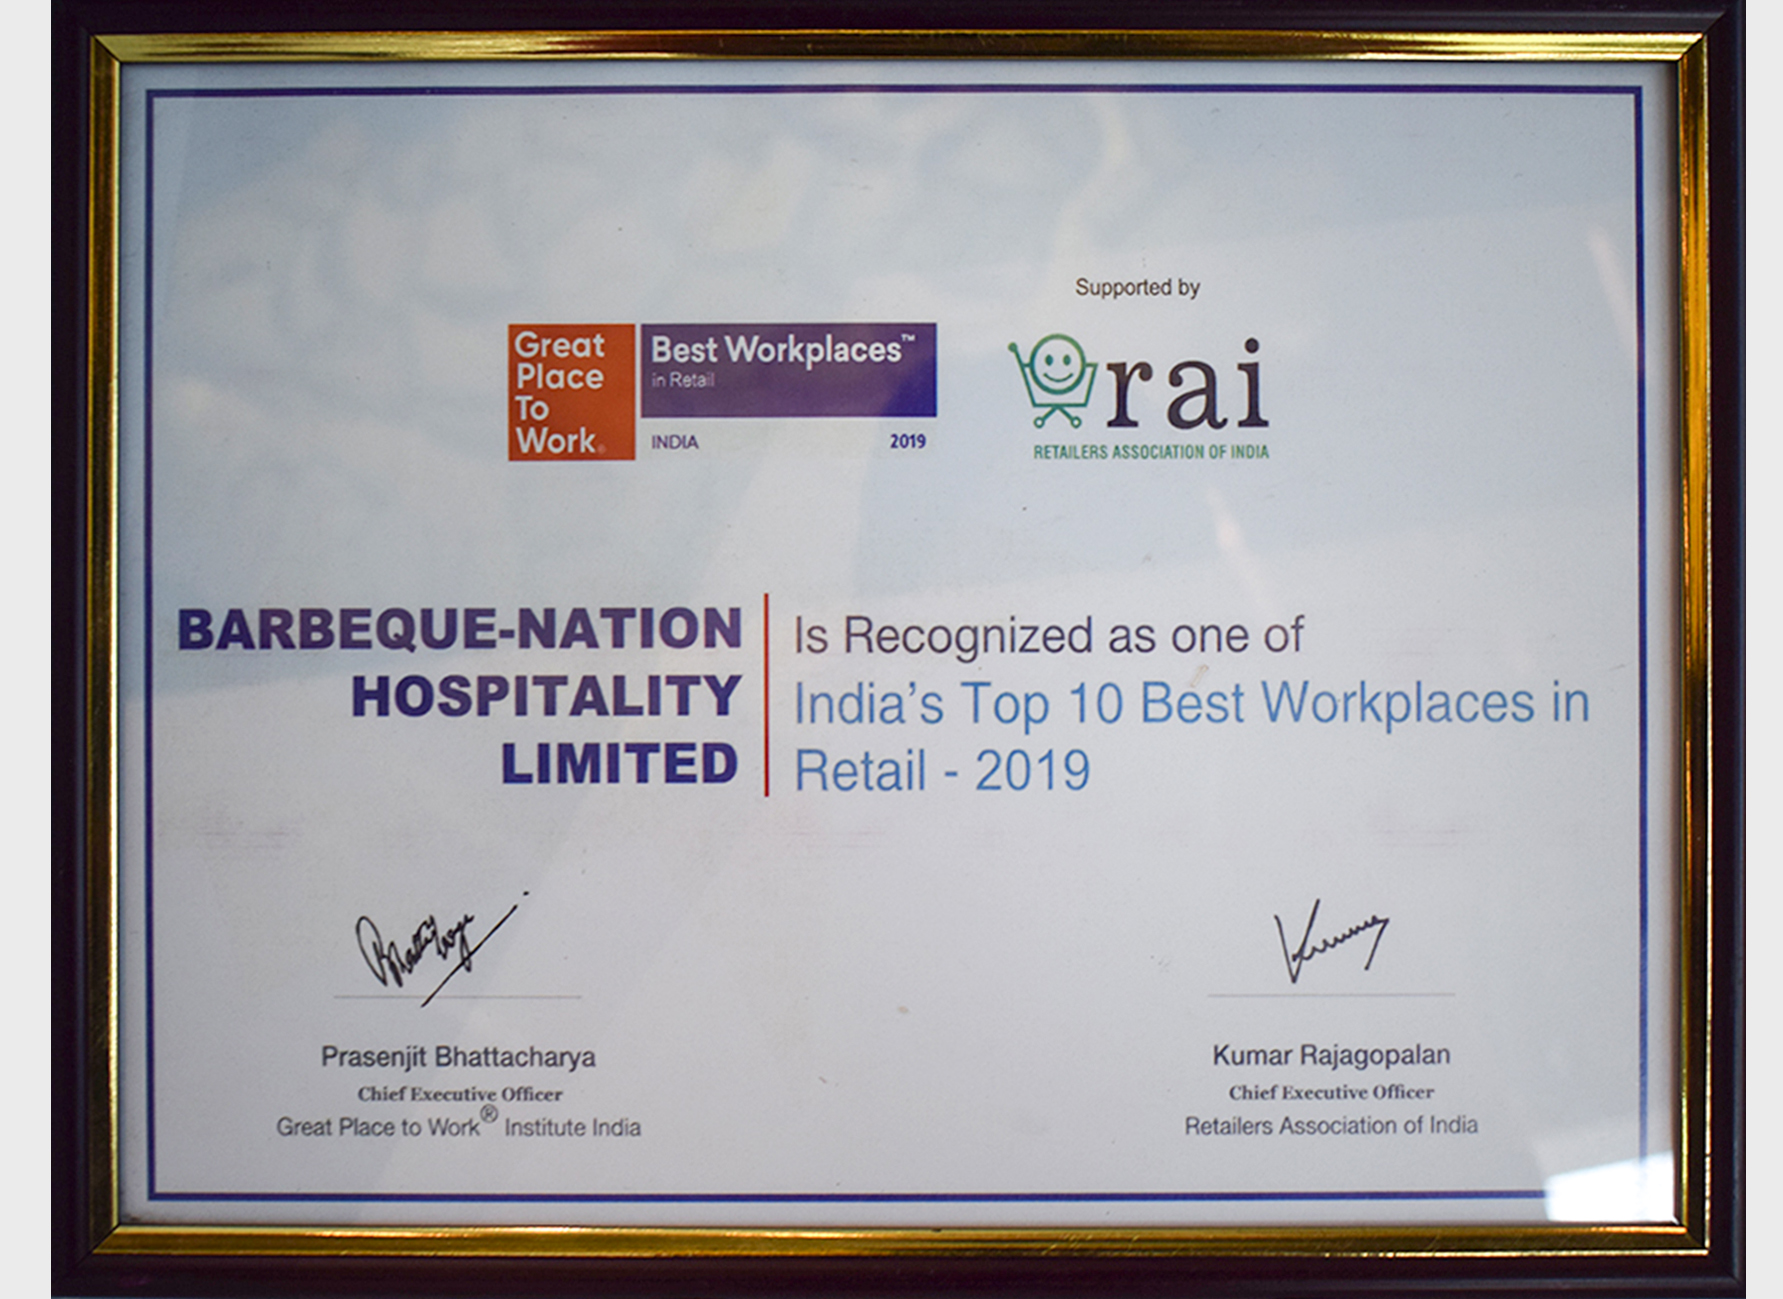 Supported by
Great
Place
To
Work®
Best Workplaces™
in Retail
INDIA 2019
rai
RETAILERS ASSOCIATION OF INDIA
BARBEQUE-NATION
HOSPITALITY
LIMITED
Is Recognized as one of
India's Top 10 Best Workplaces in
Retail - 2019
Prasenjit Bhattacharya
Chief Executive Officer
Great Place to Work® Institute India
Kumar Rajagopalan
Chief Executive Officer
Retailers Association of India